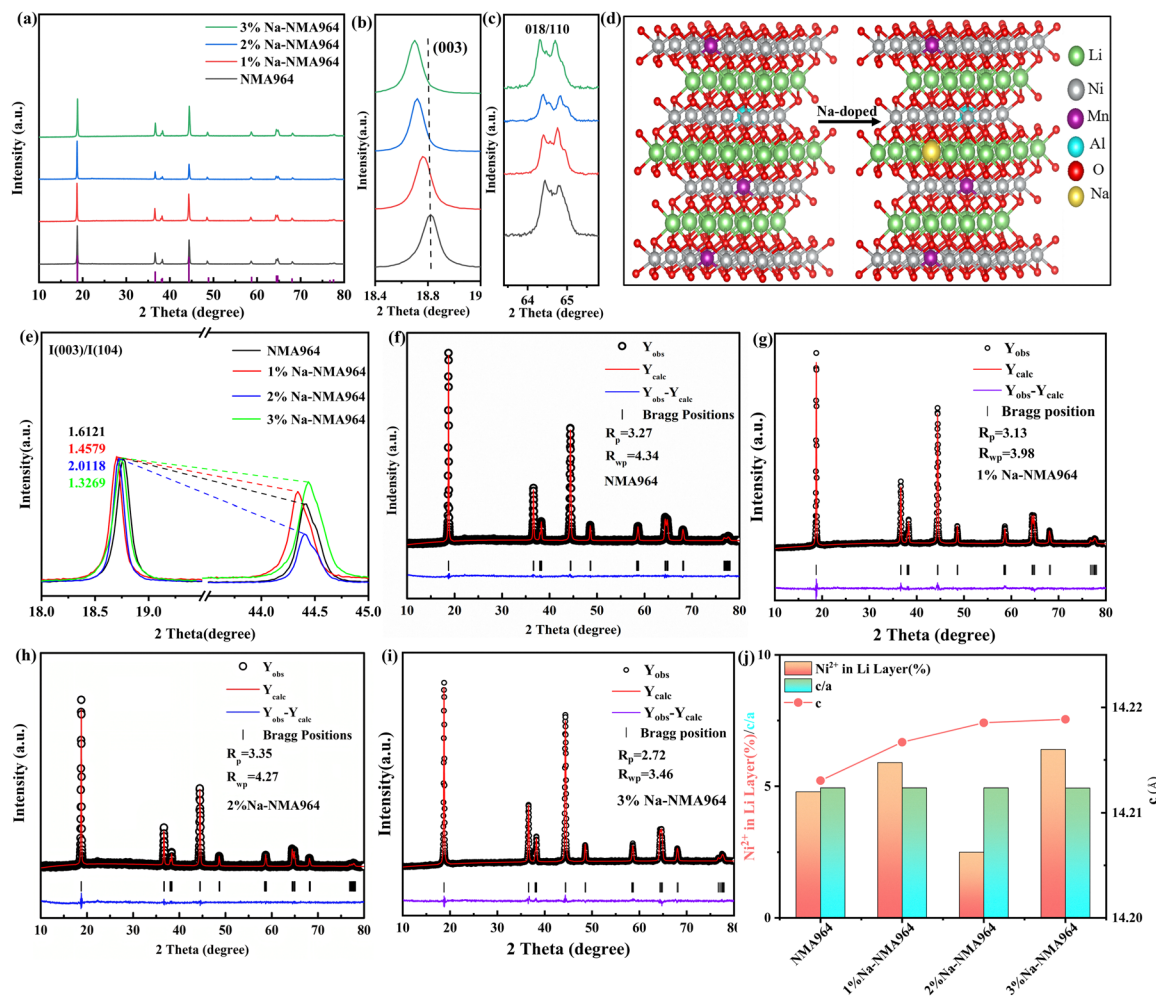 (a)
3% Na-NMA964
2% Na-NMA964
1% Na-NMA964
NMA964
Intensity (a.u.)
10 20 30 40 50 60 70 80
2 Theta (degree)
(b)
(003)
Intensity(a.u.)
18.4 18.8 19
2 Theta (degree)
(c)
018/110
Indensity (a.u.)
64 65
2 Theta (degree)
(d)
Na-doped
Li
Ni
Mn
Al
O
Na
(e)
I(003)/I(104)
NMA964
1% Na-NMA964
2% Na-NMA964
3% Na-NMA964
1.6121
1.4579
2.0118
1.3269
Intensity (a.u.)
18.0 18.5 19.0 44.0 44.5 45.0
2 Theta(degree)
(f)
Yobs
Ycalc
Yobs-Ycalc
Bragg Positions
Rp=3.27
Rwp=4.34
NMA964
Indensity (a.u.)
10 20 30 40 50 60 70 80
2 Theta (degree)
(g)
Yobs
Ycalc
Yobs-Ycalc
Bragg position
Rp=3.13
Rwp=3.98
1% Na-NMA964
Intensity (a.u.)
10 20 30 40 50 60 70 80
2 Theta (degree)
(h)
Yobs
Ycalc
Yobs-Ycalc
Bragg position
Rp=3.35
Rwp=4.27
2%Na-NMA964
Intensity (a.u.)
10 20 30 40 50 60 70 80
2 Theta (degree)
(i)
Yobs
Ycalc
Yobs-Ycalc
Bragg position
Rp=2.72
Rwp=3.46
3% Na-NMA964
Intensity(a.u.)
10 20 30 40 50 60 70 80
2 Theta (degree)
(j)
Ni2+ in Li Layer(%)
c/a
c
10
5
0
Ni2+ in Li Layer(%)/c/a
14.22
14.21
14.20
c (Å)
NMA964
1%Na-NMA964
2%Na-NMA964
3%Na-NMA964